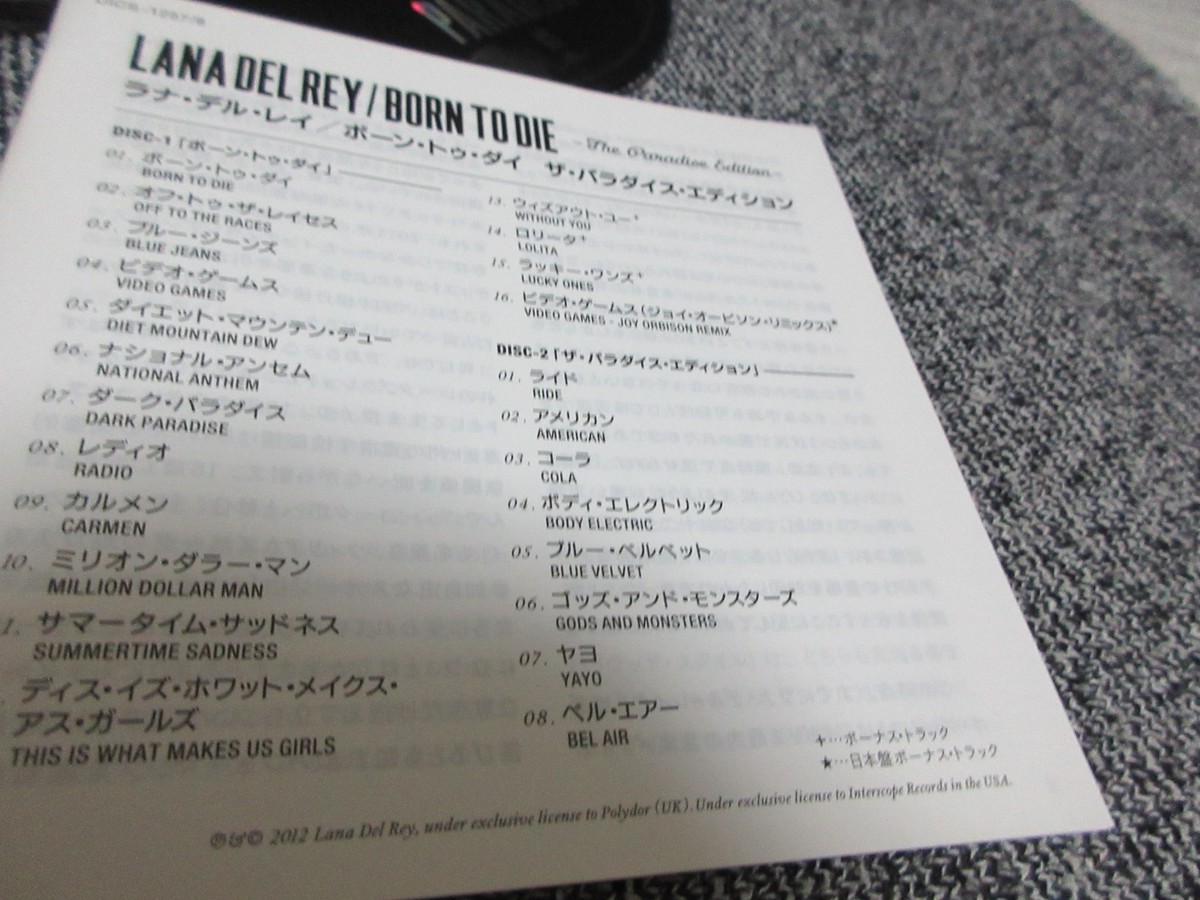 LANA DEL REY / BORN TO DIE -The Paradise Edition-
ラナ・デル・レイ／ボーン・トゥ・ダイ ザ・パラダイス・エディション
DISC-1「ボーン・トゥ・ダイ」
01. ボーン・トゥ・ダイ
BORN TO DIE
02. オフ・トゥ・ザ・レイセス
OFF TO THE RACES
03. ブルー・ジーンズ
BLUE JEANS
04. ビデオ・ゲームス
VIDEO GAMES
05. ダイエット・マウンテン・デュー
DIET MOUNTAIN DEW
06. ナショナル・アンセム
NATIONAL ANTHEM
07. ダーク・パラダイス
DARK PARADISE
08. レディオ
RADIO
09. カルメン
CARMEN
10. ミリオン・ダラー・マン
MILLION DOLLAR MAN
1. サマータイム・サッドネス
SUMMERTIME SADNESS
ディス・イズ・ホワット・メイクス・
アス・ガールズ
THIS IS WHAT MAKES US GIRLS
13. ウィズアウト・ユー+
WITHOUT YOU
14. ロリータ+
LOLITA
15. ラッキー・ワンズ+
LUCKY ONES
16. ビデオ・ゲームス（ジョイ・オービソン・リミックス）★
VIDEO GAMES - JOY ORBISON REMIX
DISC-2「ザ・パラダイス・エディション」
01. ライド
RIDE
02. アメリカン
AMERICAN
03. コーラ
COLA
04. ボディ・エレクトリック
BODY ELECTRIC
05. ブルー・ベルベット
BLUE VELVET
06. ゴッズ・アンド・モンスターズ
GODS AND MONSTERS
07. ヤヨ
YAYO
08. ベル・エアー
BEL AIR
+…ボーナス・トラック
★…日本盤ボーナス・トラック
℗&© 2012 Lana Del Rey, under exclusive license to Polydor (UK). Under exclusive license to Interscope Records in the USA.